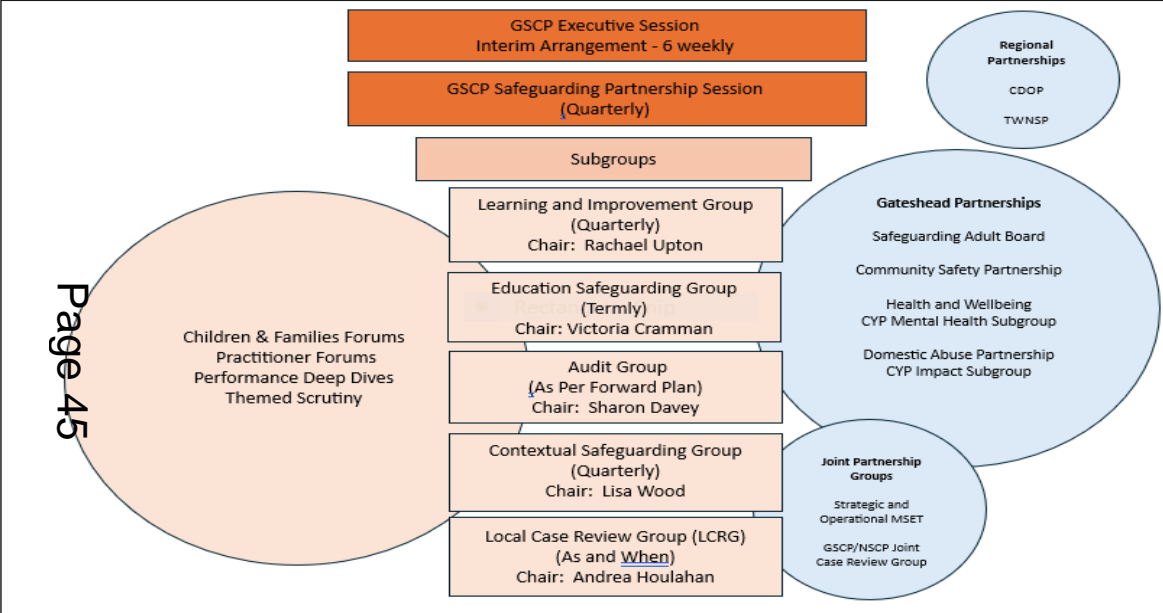 GSCP Executive Session
Interim Arrangement - 6 weekly
GSCP Safeguarding Partnership Session
(Quarterly)
Subgroups
Learning and Improvement Group
(Quarterly)
Chair: Rachael Upton
Education Safeguarding Group
(Termly)
Chair: Victoria Cramman
Audit Group
(As Per Forward Plan)
Chair: Sharon Davey
Contextual Safeguarding Group
(Quarterly)
Chair: Lisa Wood
Local Case Review Group (LCRG)
(As and When)
Chair: Andrea Houlahan
Children & Families Forums
Practitioner Forums
Performance Deep Dives
Themed Scrutiny
Page 45
Regional
Partnerships
CDOP
TWNSP
Gateshead Partnerships
Safeguarding Adult Board
Community Safety Partnership
Health and Wellbeing
CYP Mental Health Subgroup
Domestic Abuse Partnership
CYP Impact Subgroup
Joint Partnership
Groups
Strategic and
Operational MSET
GSCP/NSCP Joint
Case Review Group